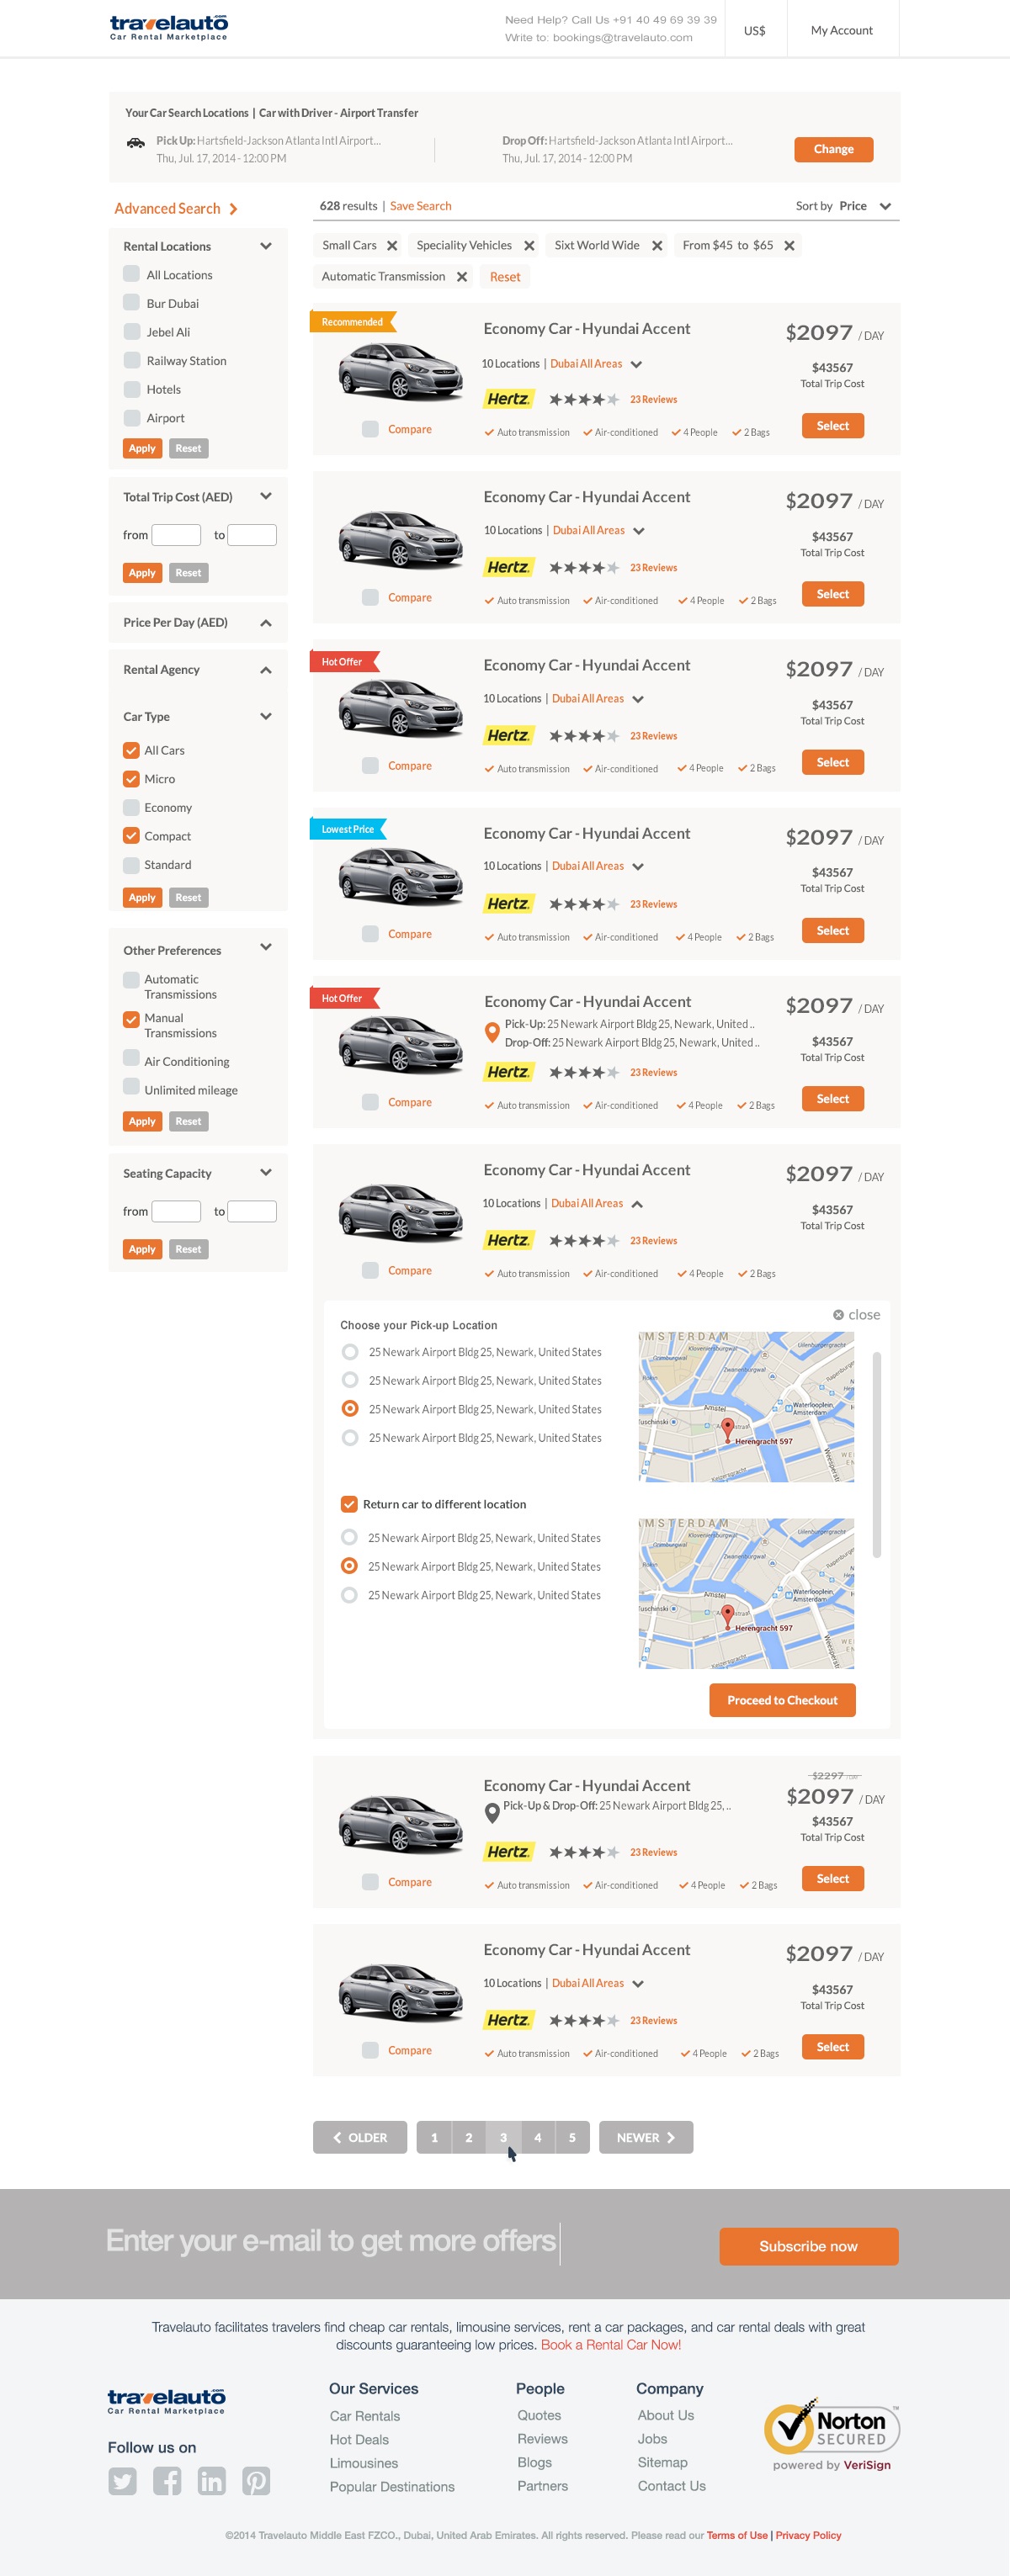 travelauto.com
Car Rental Marketplace
Need Help? Call Us +91 40 49 69 39 39
Write to: bookings@travelauto.com
US$
My Account
Your Car Search Locations | Car with Driver - Airport Transfer
Pick Up: Hartsfield-Jackson Atlanta Intl Airport...
Thu, Jul. 17, 2014 - 12:00 PM
Drop Off: Hartsfield-Jackson Atlanta Intl Airport...
Thu, Jul. 17, 2014 - 12:00 PM
Change
Advanced Search
Rental Locations
All Locations
Bur Dubai
Jebel Ali
Railway Station
Hotels
Airport
Apply Reset
Total Trip Cost (AED)
from to
Apply Reset
Price Per Day (AED)
Rental Agency
Car Type
All Cars
Micro
Economy
Compact
Standard
Apply Reset
Other Preferences
Automatic
Transmissions
Manual
Transmissions
Air Conditioning
Unlimited mileage
Apply Reset
Seating Capacity
from to
Apply Reset
628 results | Save Search
Sort by Price
Small Cars Speciality Vehicles Sixt World Wide From $45 to $65
Automatic Transmission Reset
Recommended
Economy Car - Hyundai Accent
$2097 / DAY
10 Locations | Dubai All Areas
$43567
Total Trip Cost
Hertz. 23 Reviews
Compare
Auto transmission Air-conditioned 4 People 2 Bags
Select
Economy Car - Hyundai Accent
$2097 / DAY
10 Locations | Dubai All Areas
$43567
Total Trip Cost
Hertz. 23 Reviews
Compare
Auto transmission Air-conditioned 4 People 2 Bags
Select
Hot Offer
Economy Car - Hyundai Accent
$2097 / DAY
10 Locations | Dubai All Areas
$43567
Total Trip Cost
Hertz. 23 Reviews
Compare
Auto transmission Air-conditioned 4 People 2 Bags
Select
Lowest Price
Economy Car - Hyundai Accent
$2097 / DAY
10 Locations | Dubai All Areas
$43567
Total Trip Cost
Hertz. 23 Reviews
Compare
Auto transmission Air-conditioned 4 People 2 Bags
Select
Hot Offer
Economy Car - Hyundai Accent
$2097 / DAY
Pick-Up: 25 Newark Airport Bldg 25, Newark, United ..
Drop-Off: 25 Newark Airport Bldg 25, Newark, United ..
$43567
Total Trip Cost
Hertz. 23 Reviews
Compare
Auto transmission Air-conditioned 4 People 2 Bags
Select
Economy Car - Hyundai Accent
$2097 / DAY
10 Locations | Dubai All Areas
$43567
Total Trip Cost
Hertz. 23 Reviews
Compare
Auto transmission Air-conditioned 4 People 2 Bags
close
Choose your Pick-up Location
25 Newark Airport Bldg 25, Newark, United States
25 Newark Airport Bldg 25, Newark, United States
25 Newark Airport Bldg 25, Newark, United States
25 Newark Airport Bldg 25, Newark, United States
AMSTERDAM
Kloveniersburgwal
Zwanenburgerwal
Uilenburgergracht
Waterlooplein,
Amsterdam
Amstel
Herengracht 597
Return car to different location
25 Newark Airport Bldg 25, Newark, United States
25 Newark Airport Bldg 25, Newark, United States
25 Newark Airport Bldg 25, Newark, United States
AMSTERDAM
Kloveniersburgwal
Zwanenburgerwal
Uilenburgergracht
Waterlooplein,
Amsterdam
Amstel
Herengracht 597
Proceed to Checkout
$2297
Economy Car - Hyundai Accent
$2097 / DAY
Pick-Up & Drop-Off: 25 Newark Airport Bldg 25, ..
$43567
Total Trip Cost
Hertz. 23 Reviews
Compare
Auto transmission Air-conditioned 4 People 2 Bags
Select
Economy Car - Hyundai Accent
$2097 / DAY
10 Locations | Dubai All Areas
$43567
Total Trip Cost
Hertz. 23 Reviews
Compare
Auto transmission Air-conditioned 4 People 2 Bags
Select
OLDER 1 2 3 4 5 NEWER
Enter your e-mail to get more offers
Subscribe now
Travelauto facilitates travelers find cheap car rentals, limousine services, rent a car packages, and car rental deals with great
discounts guaranteeing low prices. Book a Rental Car Now!
travelauto.com
Car Rental Marketplace
Follow us on
Our Services
Car Rentals
Hot Deals
Limousines
Popular Destinations
People
Quotes
Reviews
Blogs
Partners
Company
About Us
Jobs
Sitemap
Contact Us
Norton
SECURED
TM
powered by VeriSign
©2014 Travelauto Middle East FZCO., Dubai, United Arab Emirates. All rights reserved. Please read our Terms of Use | Privacy Policy